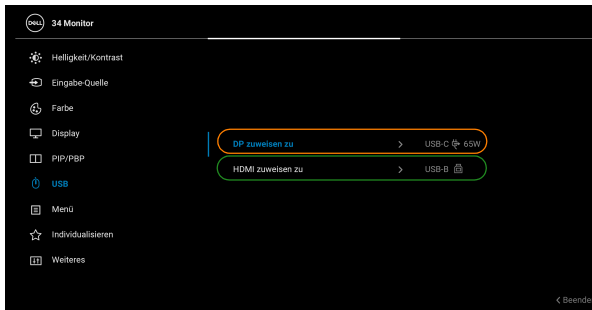 DELL 34 Monitor
Helligkeit/Kontrast
Eingabe-Quelle
Farbe
Display
DP zuweisen zu > USB-C 65W
PIP/PBP
HDMI zuweisen zu > USB-B
USB
Menü
Individualisieren
Weiteres
< Beende